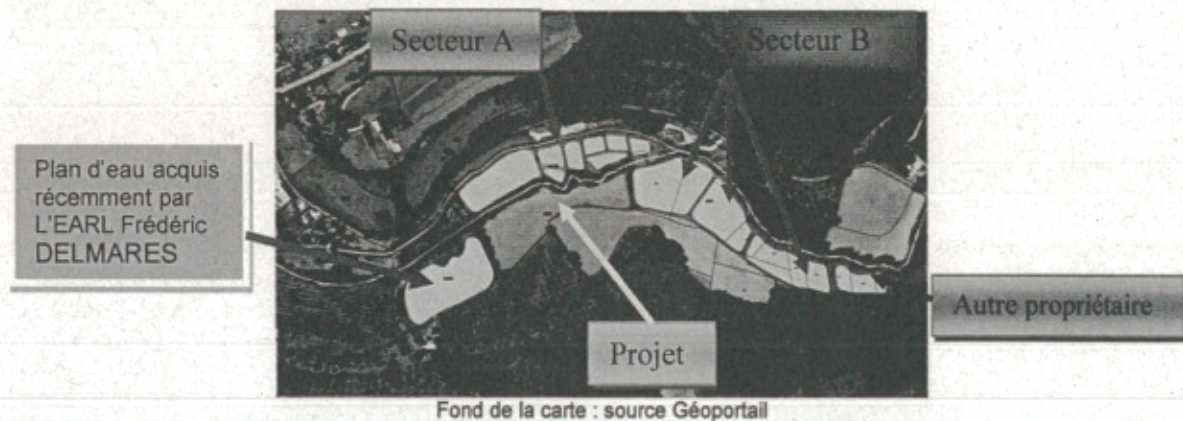 Secteur A
Secteur B
Plan d'eau acquis
récemment par
L'EARL Frédéric
DELMARES
Autre propriétaire
Projet
Fond de la carte : source Géoportail